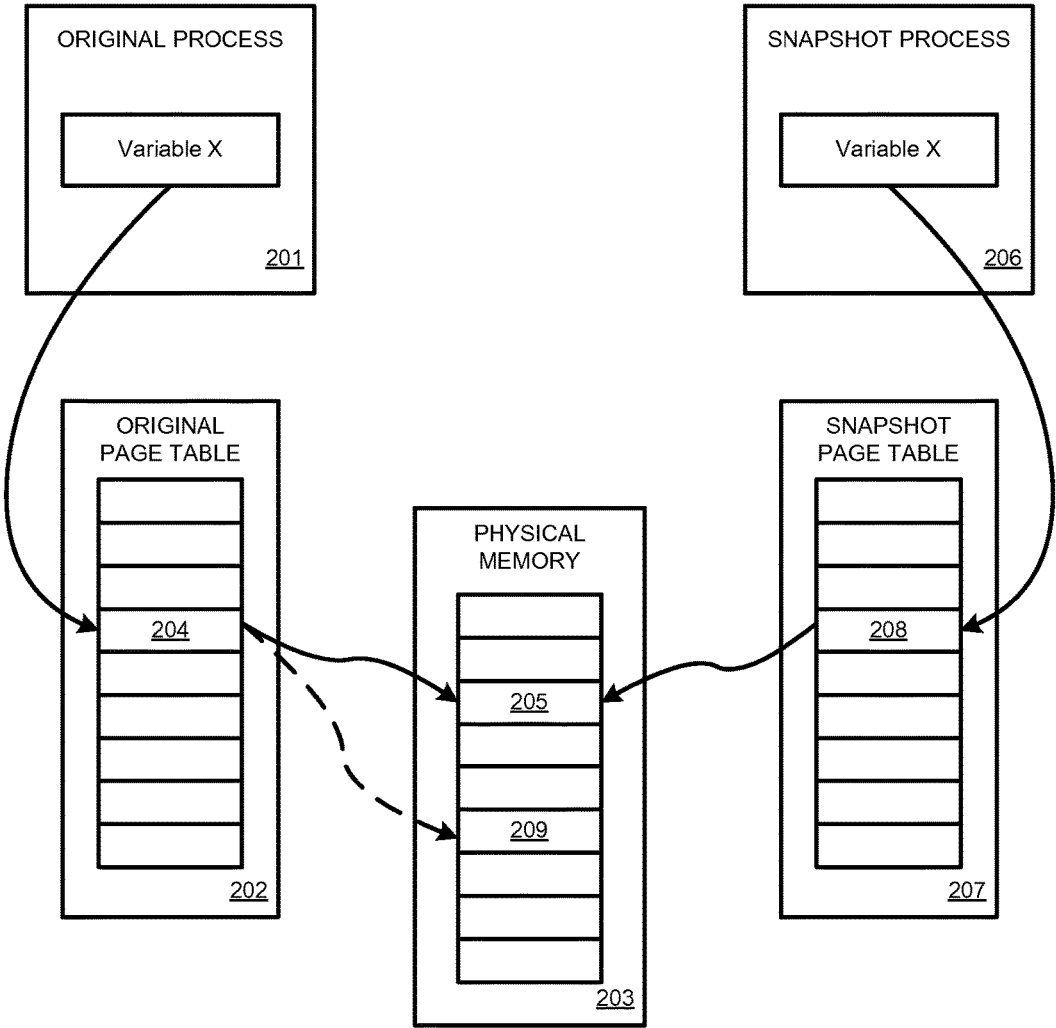 ORIGINAL PROCESS
Variable X
201
SNAPSHOT PROCESS
Variable X
206
ORIGINAL
PAGE TABLE
204
202
PHYSICAL
MEMORY
205
209
203
SNAPSHOT
PAGE TABLE
208
207